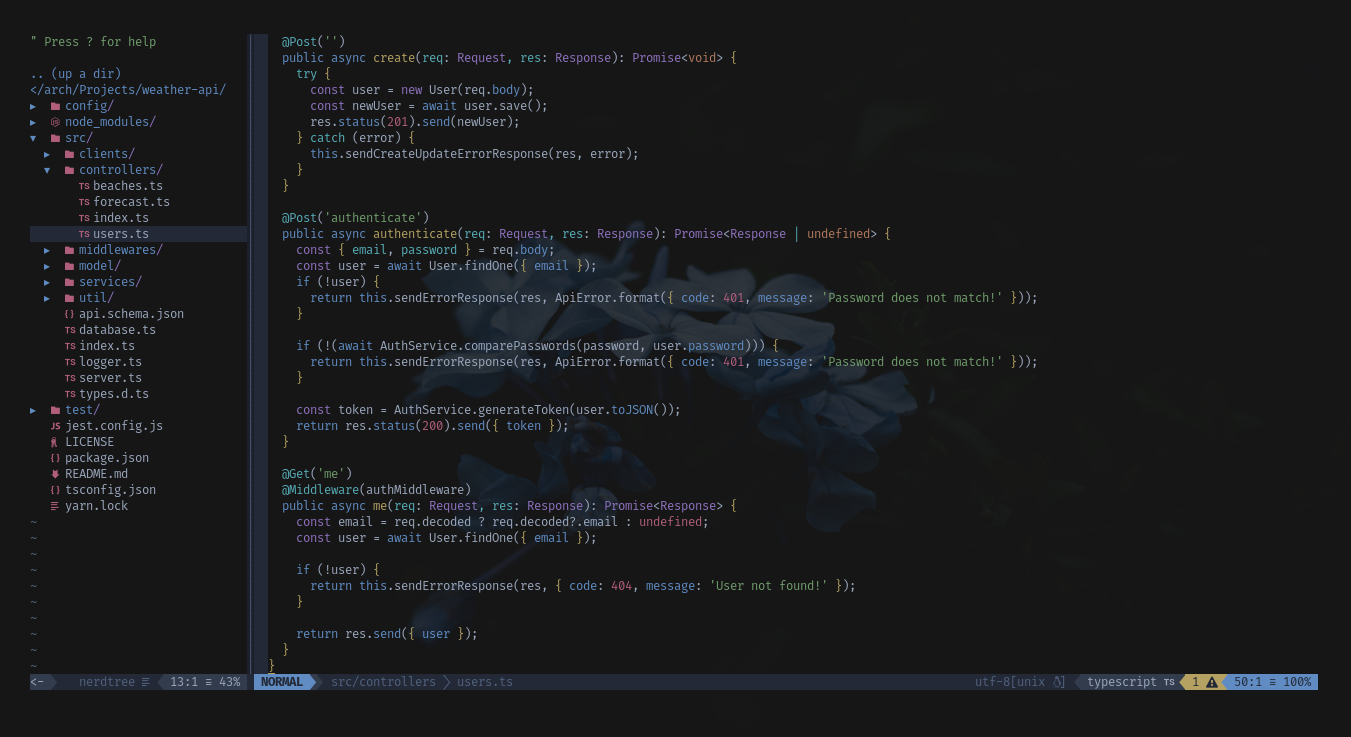 " Press ? for help
.. (up a dir)
</arch/Projects/weather-api/
▸ config/
▸ node_modules/
▾ src/
▸ clients/
▾ controllers/
TS beaches.ts
TS forecast.ts
TS index.ts
TS users.ts
▸ middlewares/
▸ model/
▸ services/
▸ util/
{} api.schema.json
TS database.ts
TS index.ts
TS logger.ts
TS server.ts
TS types.d.ts
▸ test/
JS jest.config.js
LICENSE
{} package.json
README.md
{} tsconfig.json
yarn.lock
~
~
~
~
~
~
~
~
~
~
@Post('')
public async create(req: Request, res: Response): Promise<void> {
try {
const user = new User(req.body);
const newUser = await user.save();
res.status(201).send(newUser);
} catch (error) {
this.sendCreateUpdateErrorResponse(res, error);
}
}
@Post('authenticate')
public async authenticate(req: Request, res: Response): Promise<Response | undefined> {
const { email, password } = req.body;
const user = await User.findOne({ email });
if (!user) {
return this.sendErrorResponse(res, ApiError.format({ code: 401, message: 'Password does not match!' }));
}
if (!(await AuthService.comparePasswords(password, user.password))) {
return this.sendErrorResponse(res, ApiError.format({ code: 401, message: 'Password does not match!' }));
}
const token = AuthService.generateToken(user.toJSON());
return res.status(200).send({ token });
}
@Get('me')
@Middleware(authMiddleware)
public async me(req: Request, res: Response): Promise<Response> {
const email = req.decoded ? req.decoded?.email : undefined;
const user = await User.findOne({ email });
if (!user) {
return this.sendErrorResponse(res, { code: 404, message: 'User not found!' });
}
return res.send({ user });
}
}
<- nerdtree 13:1 ≡ 43% NORMAL src/controllers users.ts utf-8[unix ] typescript TS 1 50:1 ≡ 100%